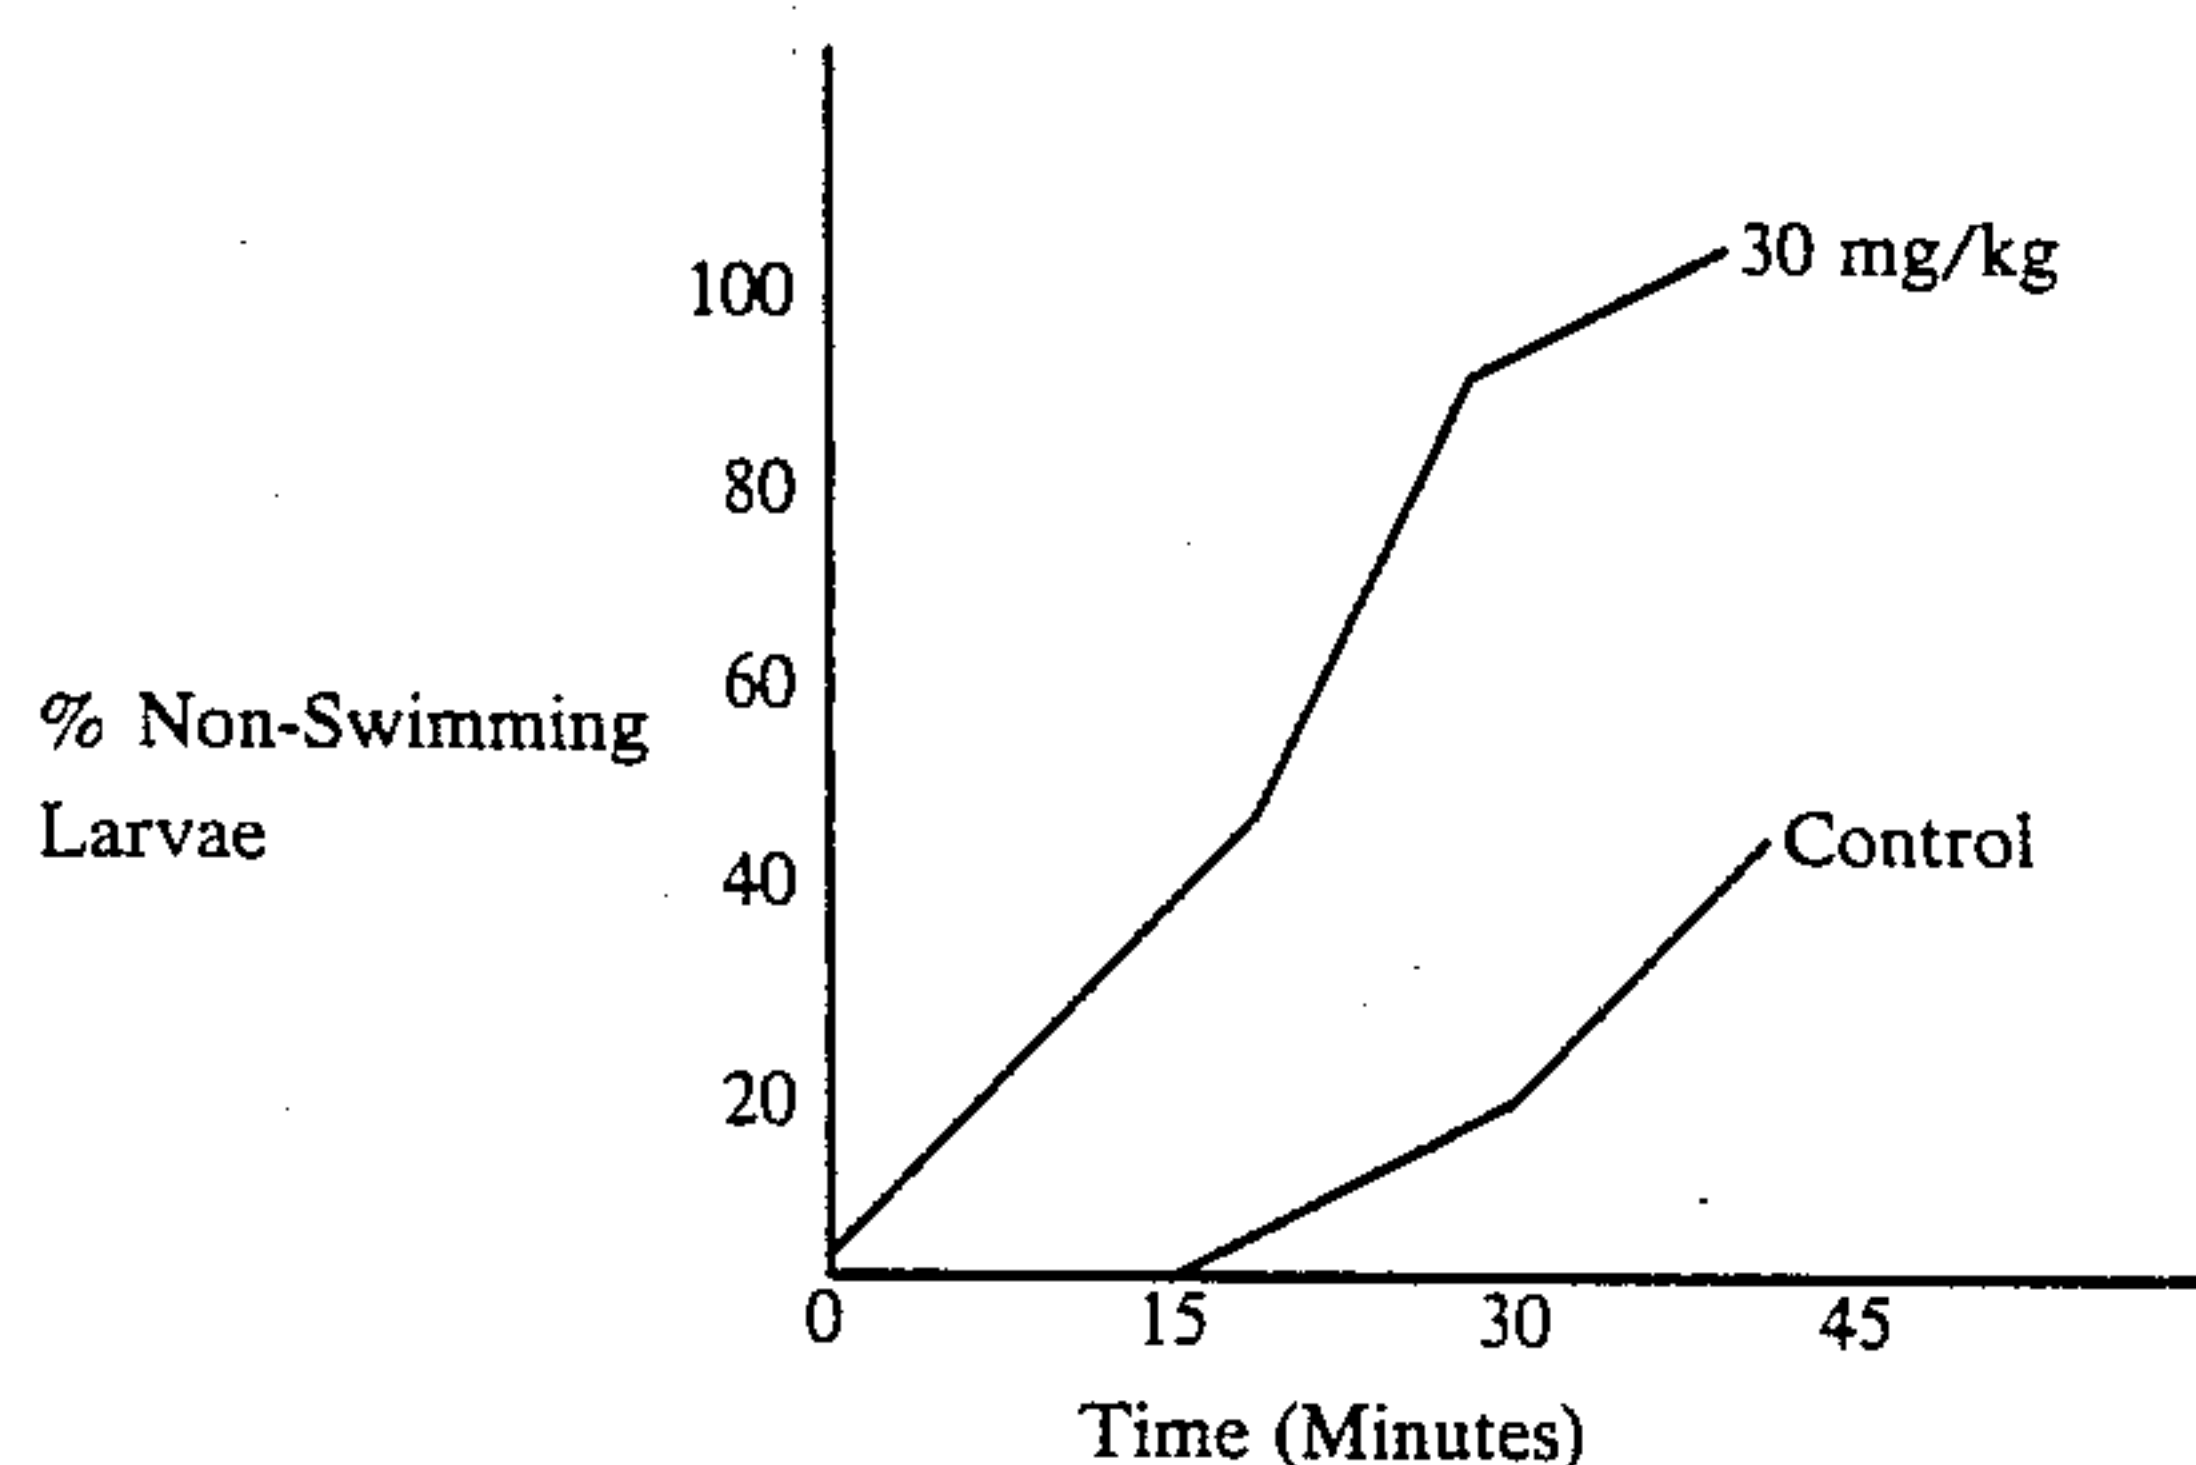 100
30 mg/kg
80
60
% Non-Swimming
Larvae
40
Control
20
0 15 30 45
Time (Minutes)